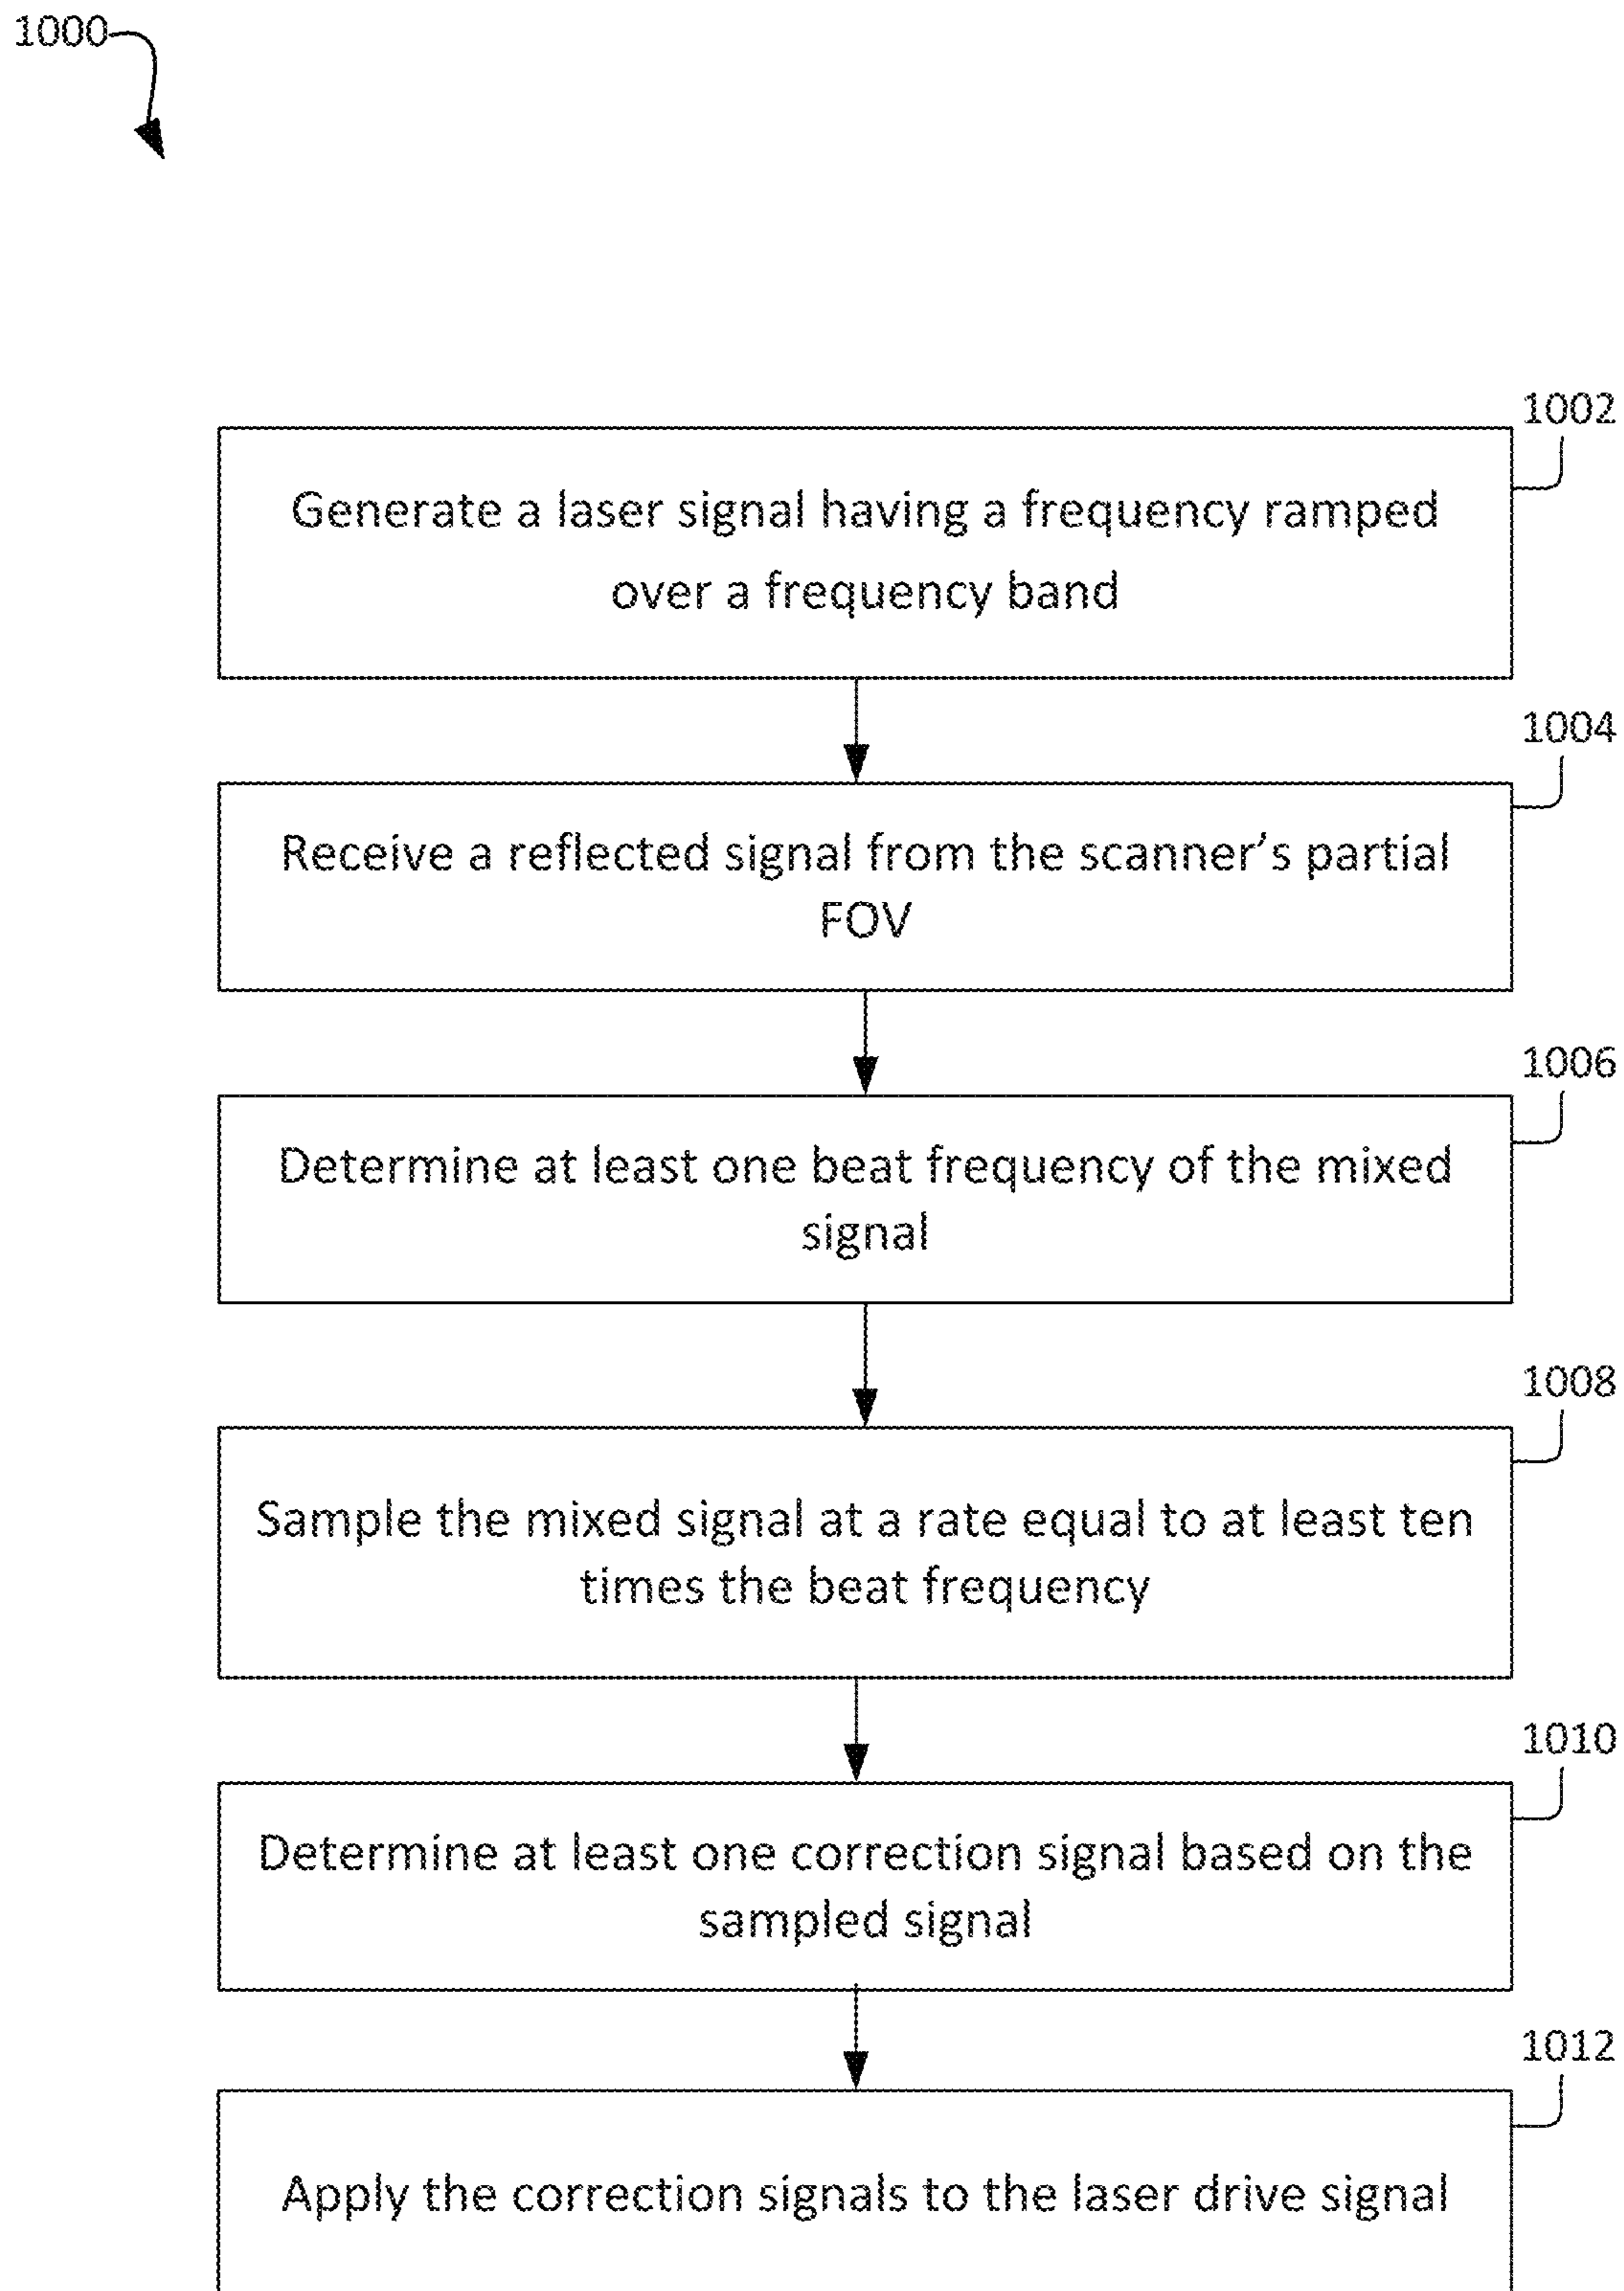 1000
1002
Generate a laser signal having a frequency ramped
over a frequency band
1004
Receive a reflected signal from the scanner’s partial
FOV
1006
Determine at least one beat frequency of the mixed
signal
1008
Sample the mixed signal at a rate equal to at least ten
times the beat frequency
1010
Determine at least one correction signal based on the
sampled signal
1012
Apply the correction signals to the laser drive signal